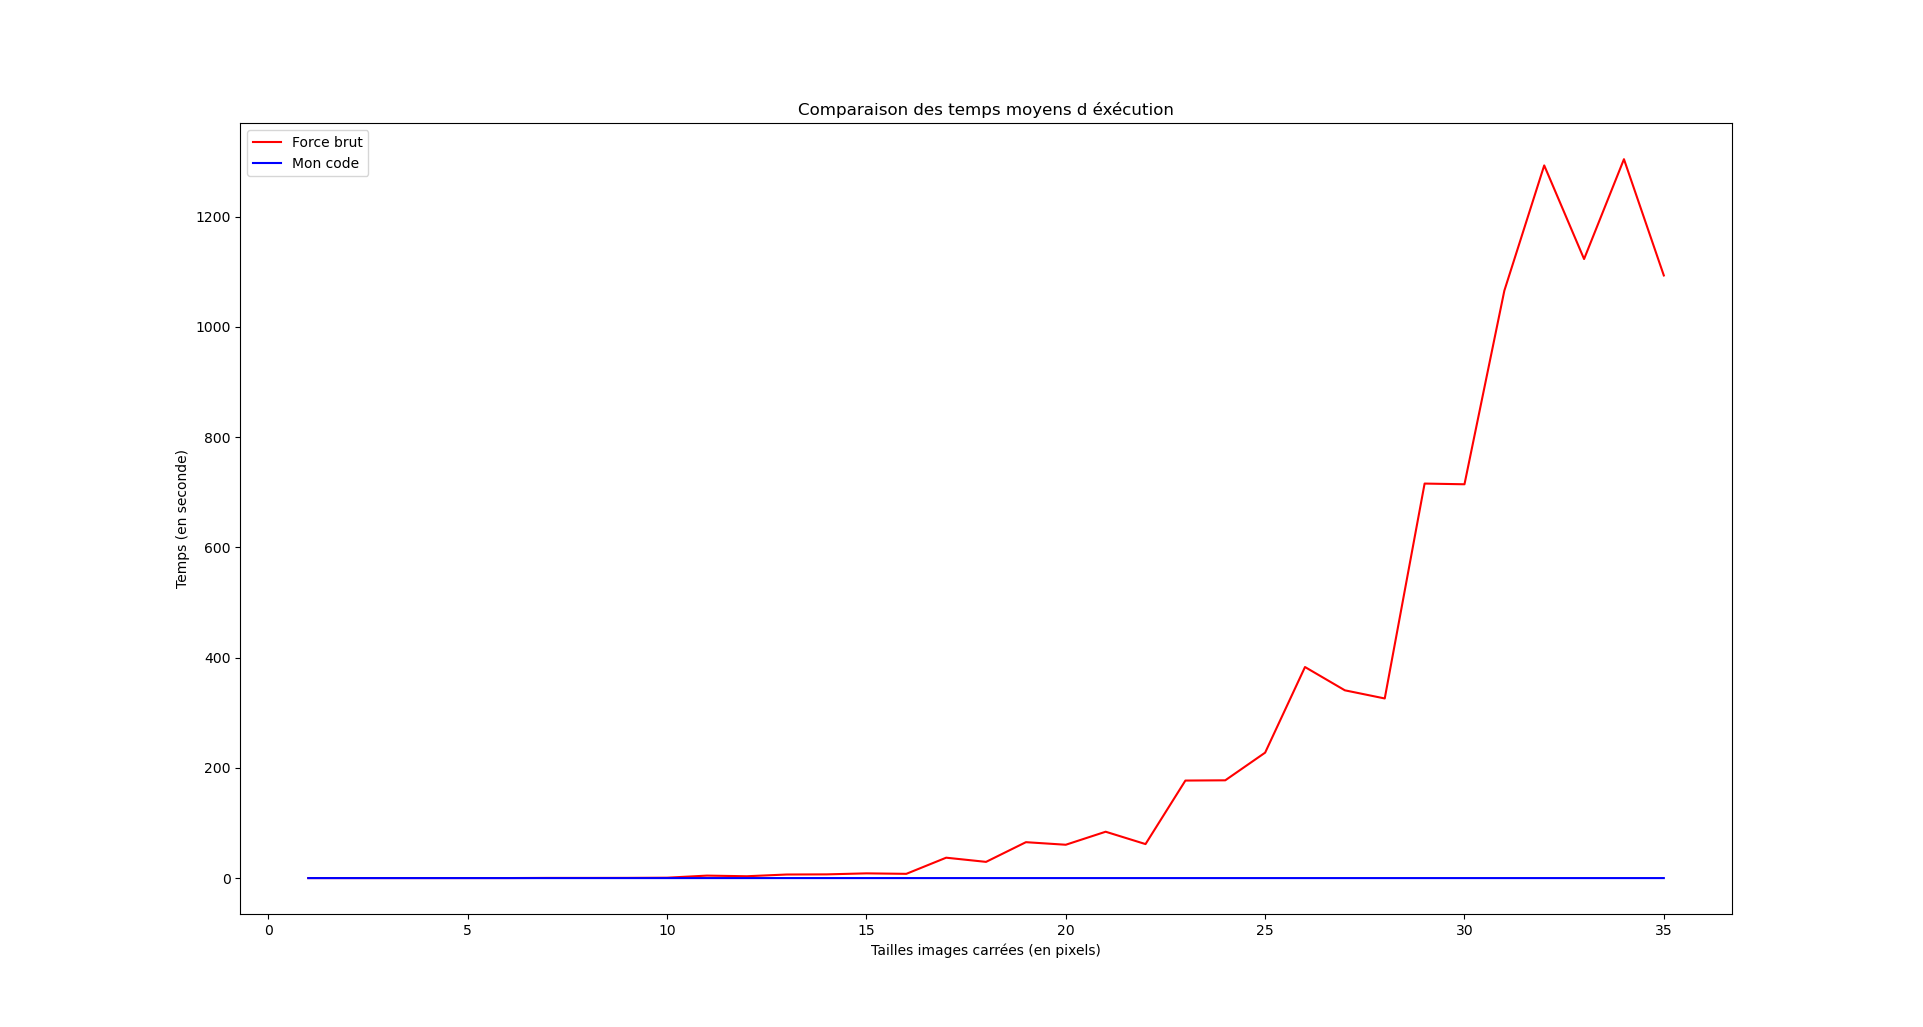 Comparaison des temps moyens d éxécution
Force brut
Mon code
Temps (en seconde)
1200
1000
800
600
400
200
0
0 5 10 15 20 25 30 35
Tailles images carrées (en pixels)